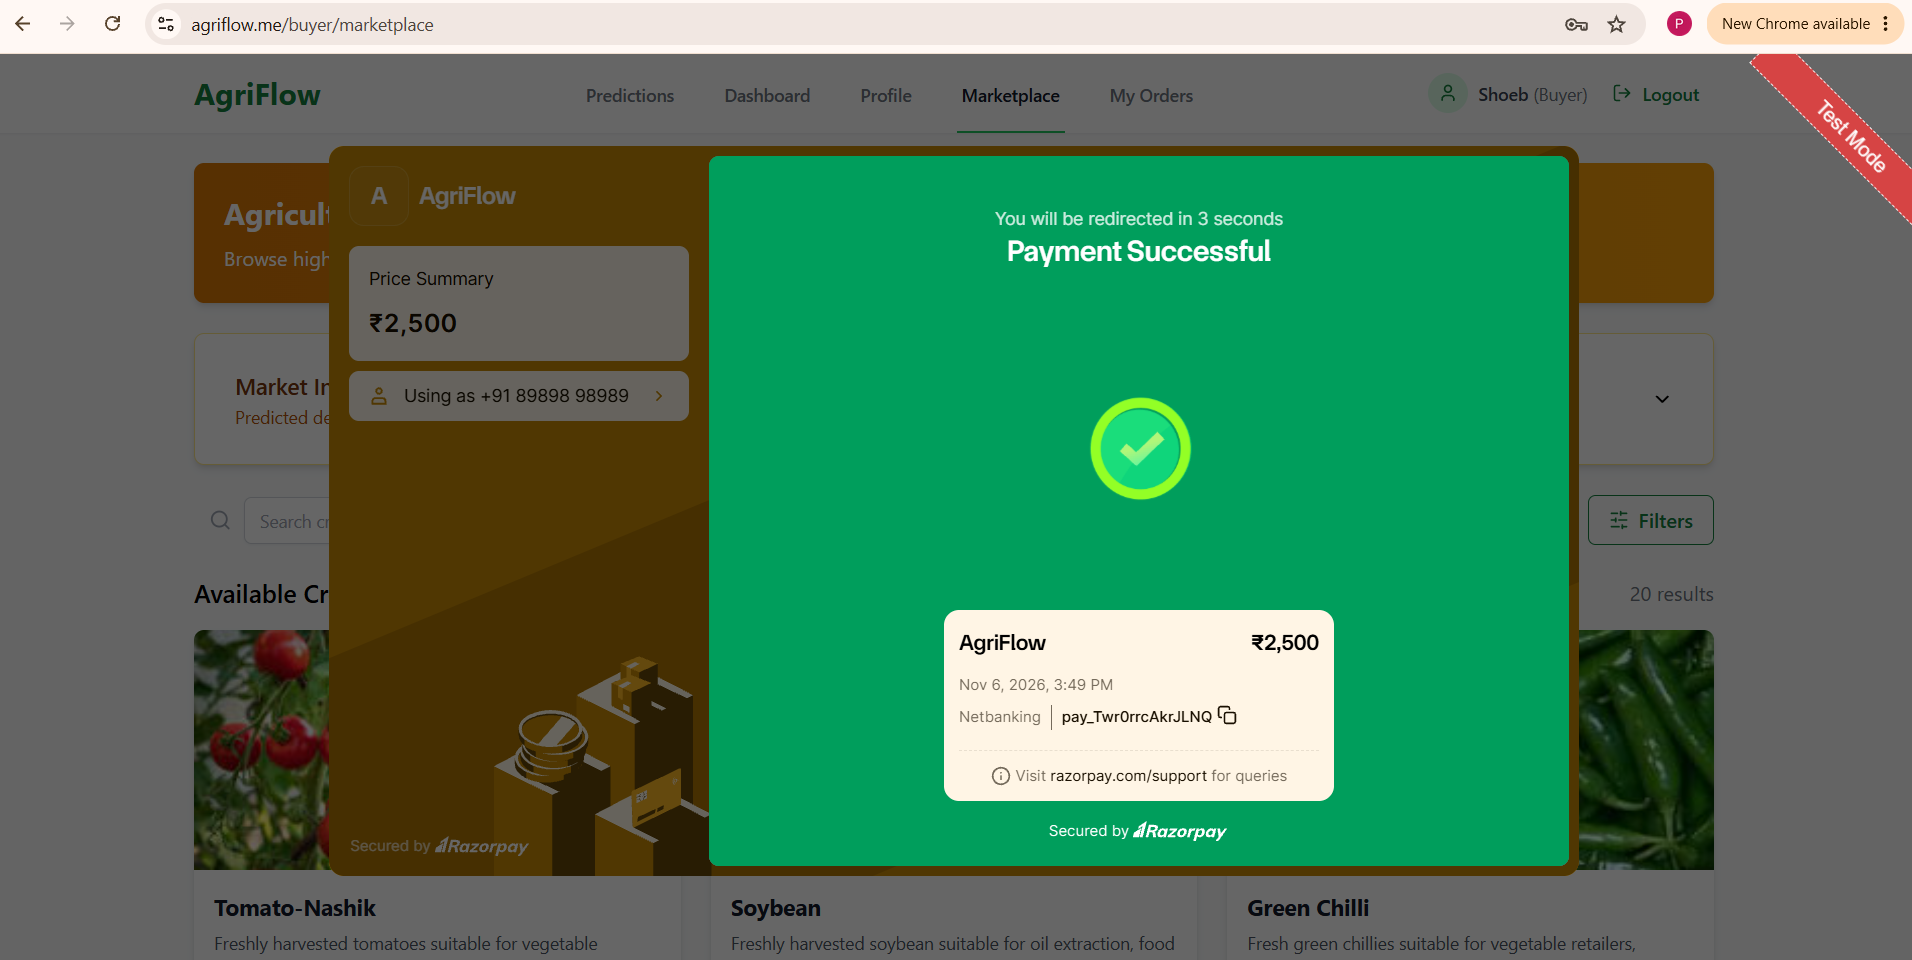 agriflow.me/buyer/marketplace
P
New Chrome available
AgriFlow
Predictions
Dashboard
Profile
Marketplace
My Orders
Shoeb (Buyer)
Logout
Test Mode
Agricult
Browse high
A
AgriFlow
Price Summary
₹2,500
Using as +91 89898 98989
Secured by Razorpay
You will be redirected in 3 seconds
Payment Successful
AgriFlow
₹2,500
Nov 6, 2026, 3:49 PM
Netbanking
pay_Twr0rrcAkrJLNQ
Visit razorpay.com/support for queries
Secured by Razorpay
Market In
Predicted de
Search cr
Filters
Available Cr
20 results
Tomato-Nashik
Freshly harvested tomatoes suitable for vegetable
Soybean
Freshly harvested soybean suitable for oil extraction, food
Green Chilli
Fresh green chillies suitable for vegetable retailers,